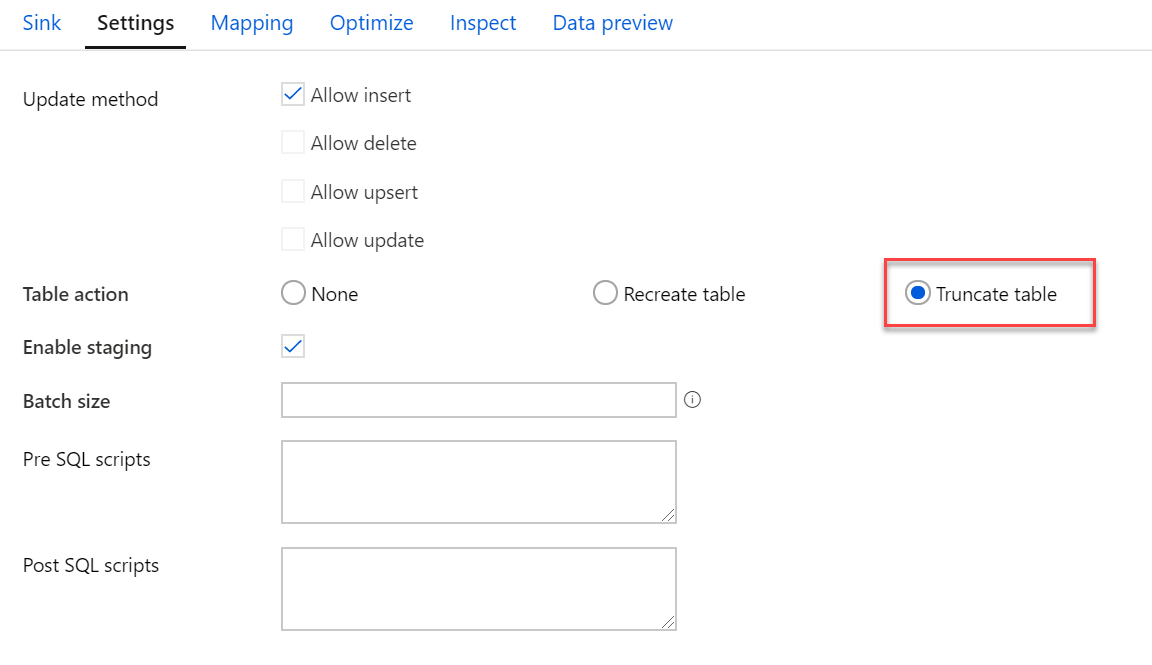 Sink Settings Mapping Optimize Inspect Data preview
Update method Allow insert
Allow delete
Allow upsert
Allow update
Table action None Recreate table Truncate table
Enable staging
Batch size
Pre SQL scripts
Post SQL scripts